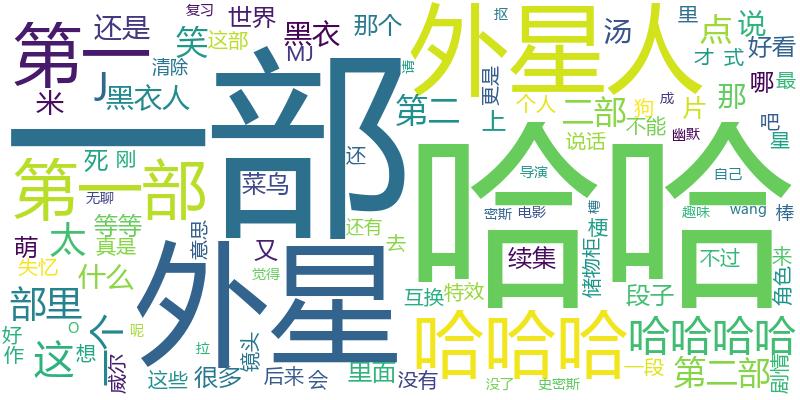 复习
还是
世界
那个
外星人
里
第一
笑
这部
黑衣
MJ
请
汤
点
说
J
清除
更是
才
式
好看
米
黑衣人
第二
个人
二部
狗
成
片
那
哪
最
一部
上
说话
不能
幽默
吧
星
死
刚
还
哈哈
第一部
菜鸟
导演
自己
无聊
密斯
电影
槽
趣味
wang
棒
等等
意思
还有
梗
萌
太
真是
又
去
续集
储物柜
不过
来
失忆
什么
外星
觉得
角色
部里
一个
互换
特效
段子
好
作
O
呢
哈哈哈
哈哈哈哈
这
想
威尔
拉
镜头
一段
第二部
剧情
这些
很多
后来
会
里面
没有
没了
史密斯